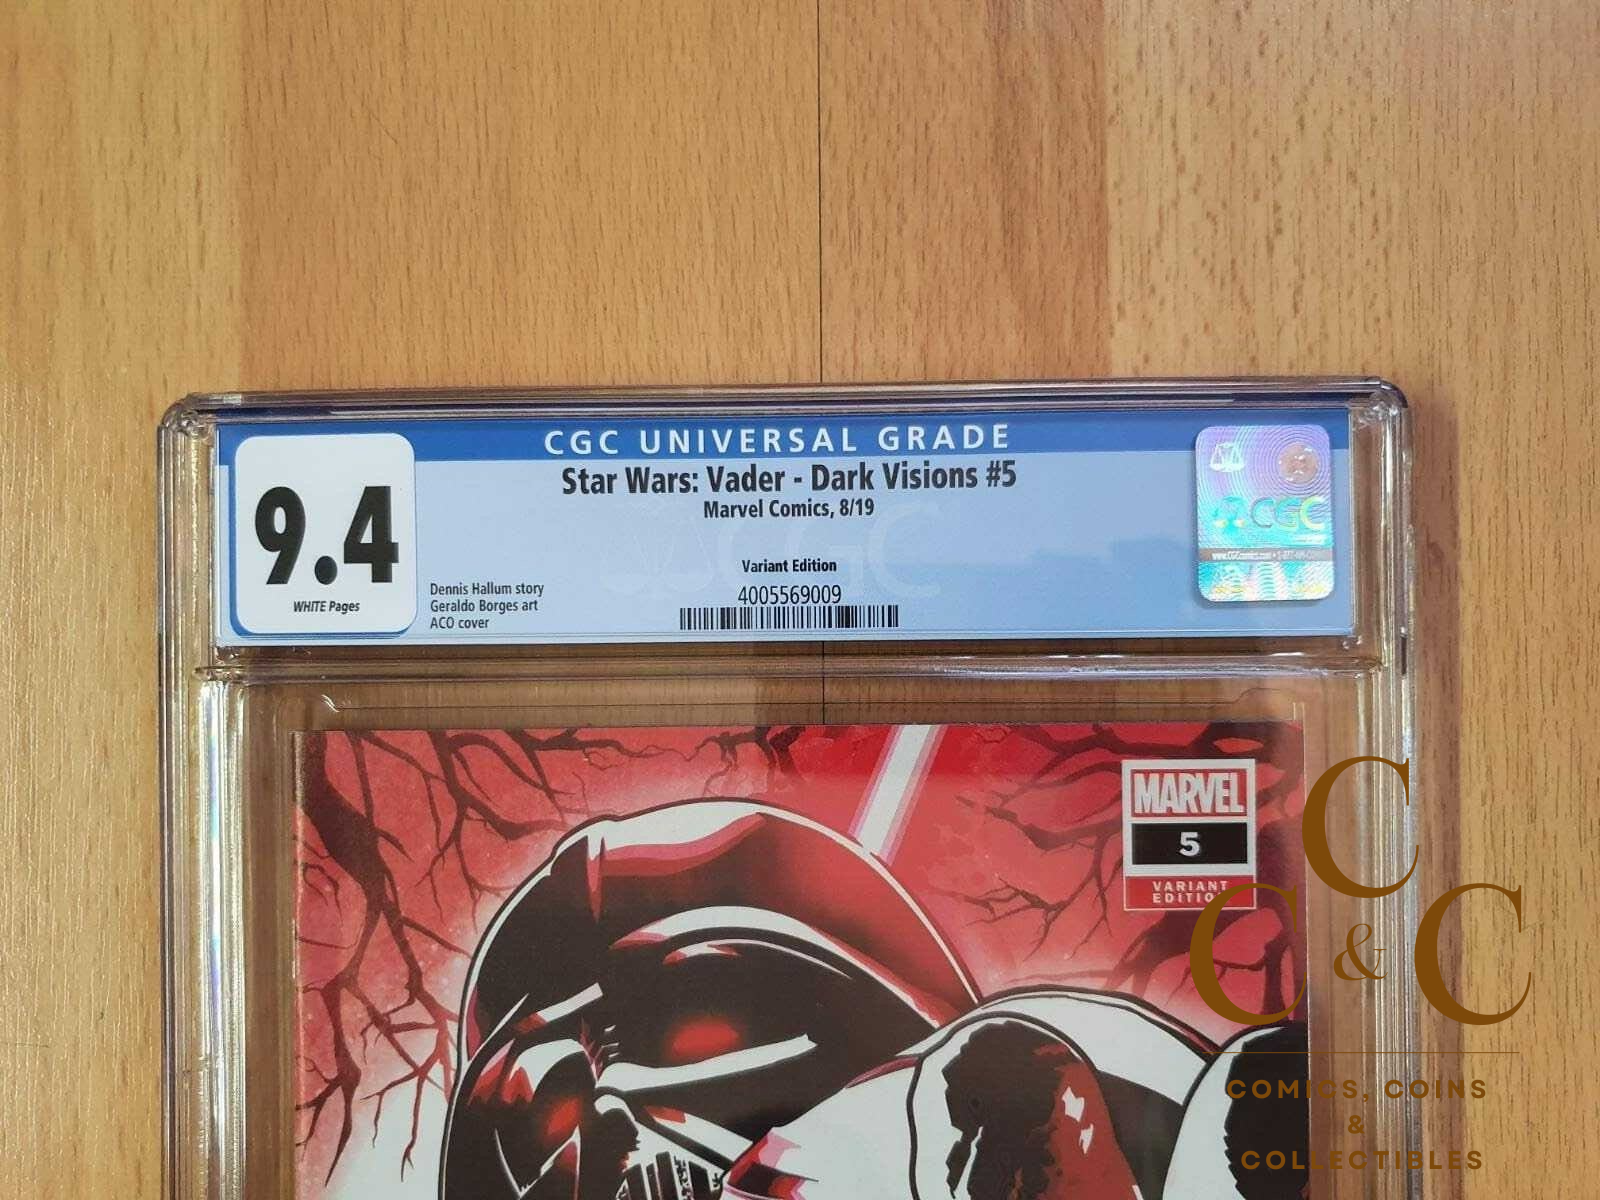 CGC UNIVERSAL GRADE
Star Wars: Vader - Dark Visions #5
Marvel Comics, 8/19
9.4
WHITE Pages
Variant Edition
Dennis Hallum story
Geraldo Borges art
ACO cover
4005569009
CGC
MARVEL
5
VARIANT
EDITION
C
C & C
COMICS, COINS
&
COLLECTIBLES